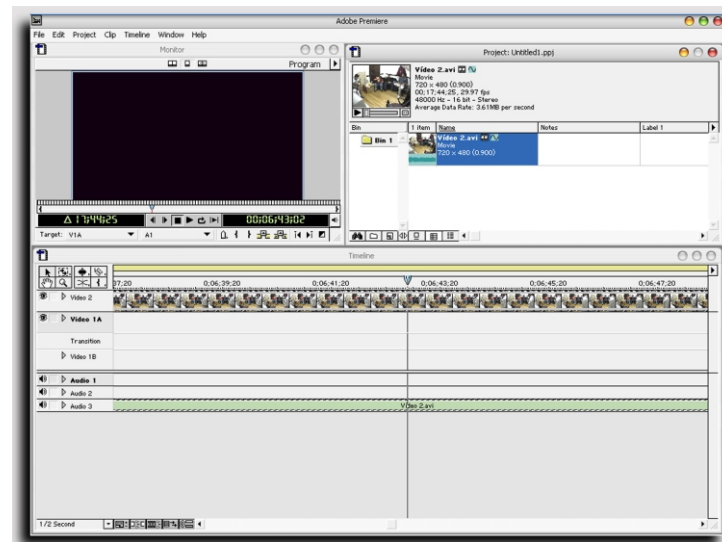 Adobe Premiere
File Edit Project Clip Timeline Window Help
Monitor
Program
Δ 17;44;25
00;06;43;02
Target: V1A A1
Project: Untitled1.ppj
Video 2.avi
Movie
720 x 480 (0.900)
00;17;44;25, 29.97 fps
48000 Hz - 16 bit - Stereo
Average Data Rate: 3.61MB per second
Bin 1 item Name Notes Label 1
Bin 1
Video 2.avi
Movie
720 x 480 (0.900)
Timeline
37;20 0;06;39;20 0;06;41;20 0;06;43;20 0;06;45;20 0;06;47;20
Video 2
Video 1A
Transition
Video 1B
Audio 1
Audio 2
Audio 3
Video 2.avi
1/2 Second